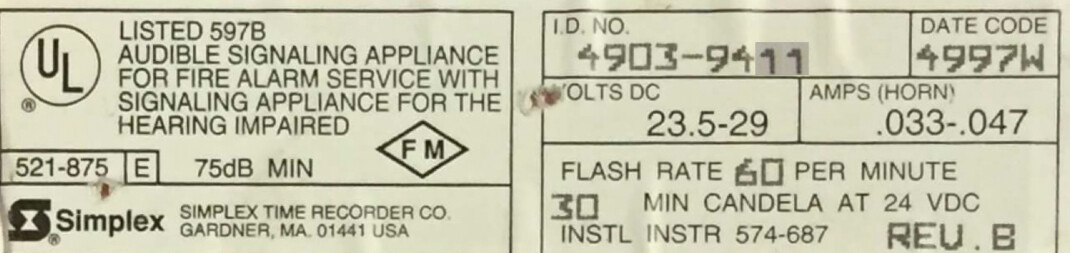 UL
®
LISTED 597B
AUDIBLE SIGNALING APPLIANCE
FOR FIRE ALARM SERVICE WITH
SIGNALING APPLIANCE FOR THE
HEARING IMPAIRED
FM
521-875 E 75dB MIN
Simplex ®
SIMPLEX TIME RECORDER CO.
GARDNER, MA. 01441 USA
I.D. NO.
4903-9411
DATE CODE
4997W
VOLTS DC
23.5-29
AMPS (HORN)
.033-.047
FLASH RATE 60 PER MINUTE
30 MIN CANDELA AT 24 VDC
INSTL INSTR 574-687 REV. B